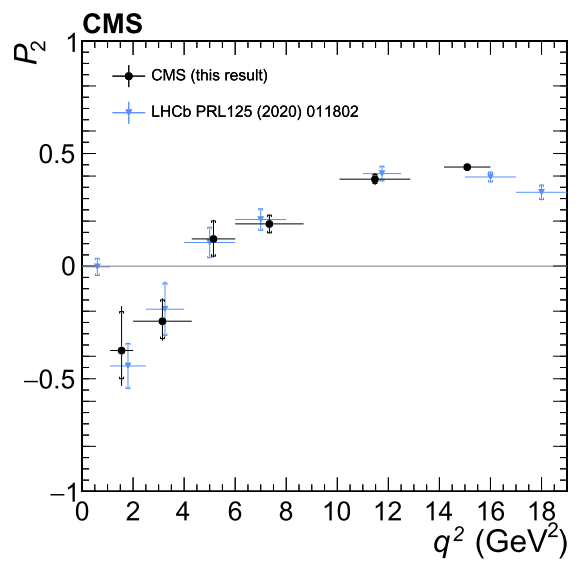 CMS
P2
1
CMS (this result)
LHCb PRL125 (2020) 011802
0.5
0
−0.5
−1
0 2 4 6 8 10 12 14 16 18
q² (GeV²)